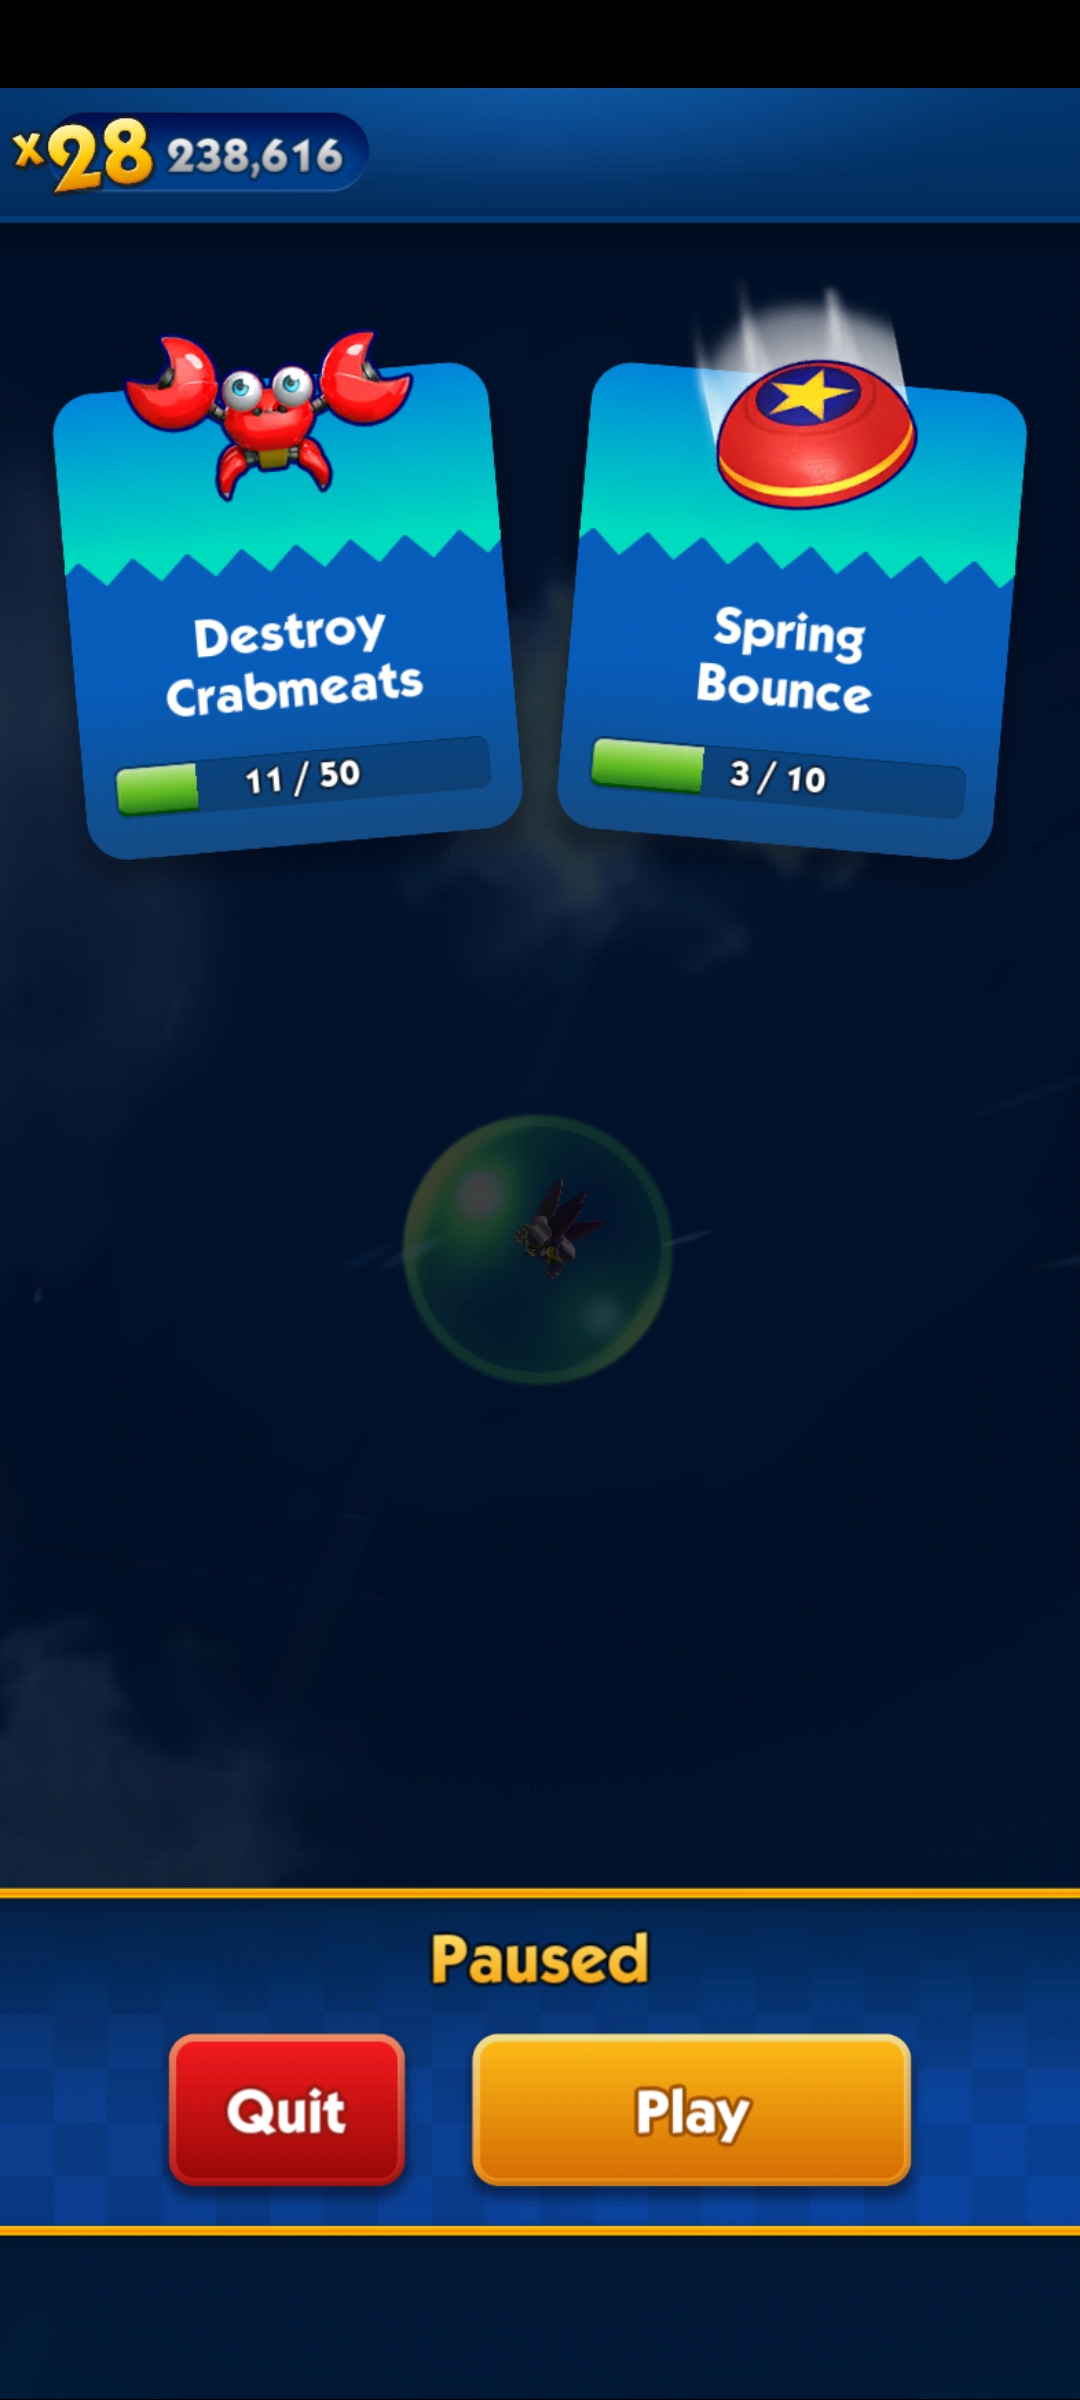 x28 238,616
Destroy
Crabmeats
11 / 50
Spring
Bounce
3 / 10
Paused
Quit
Play